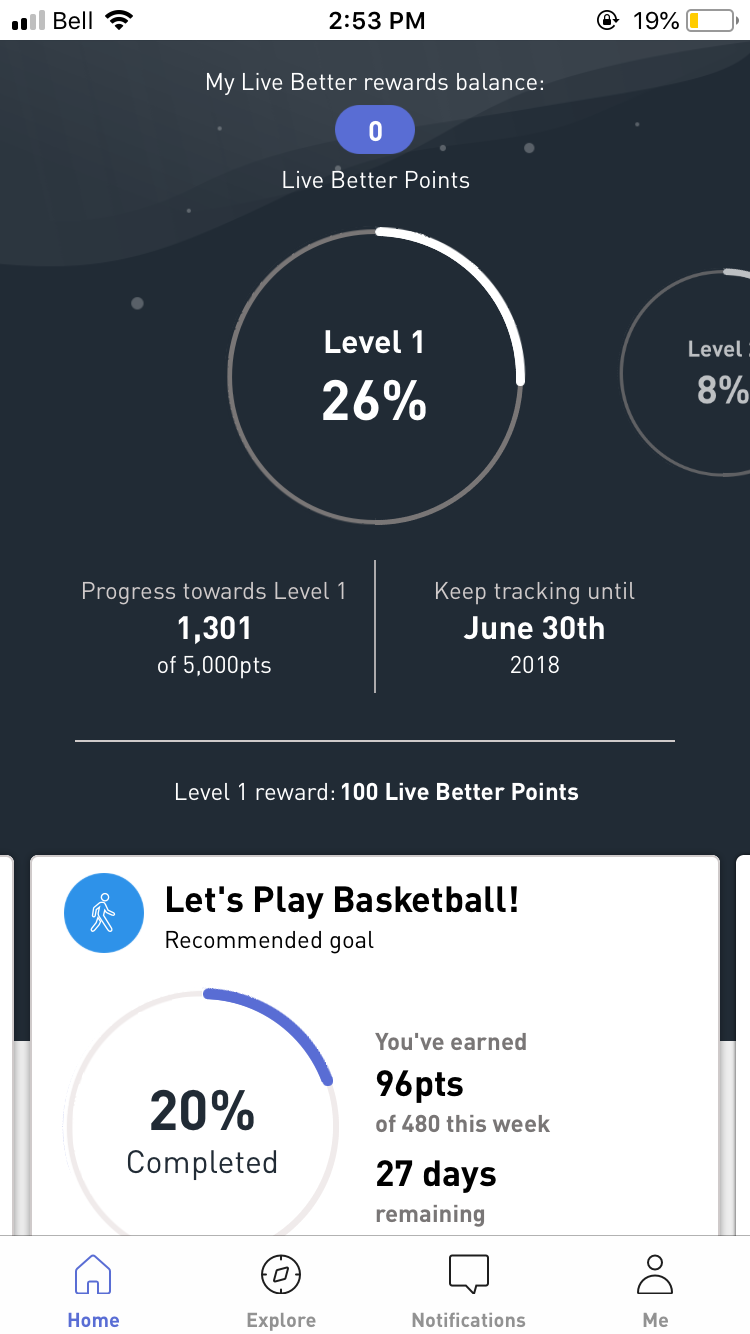 Bell 2:53 PM 19%
My Live Better rewards balance:
0
Live Better Points
Level 1
26%
Level
8%
Progress towards Level 1
1,301
of 5,000pts
Keep tracking until
June 30th
2018
Level 1 reward: 100 Live Better Points
Let's Play Basketball!
Recommended goal
20%
Completed
You've earned
96pts
of 480 this week
27 days
remaining
Home Explore Notifications Me